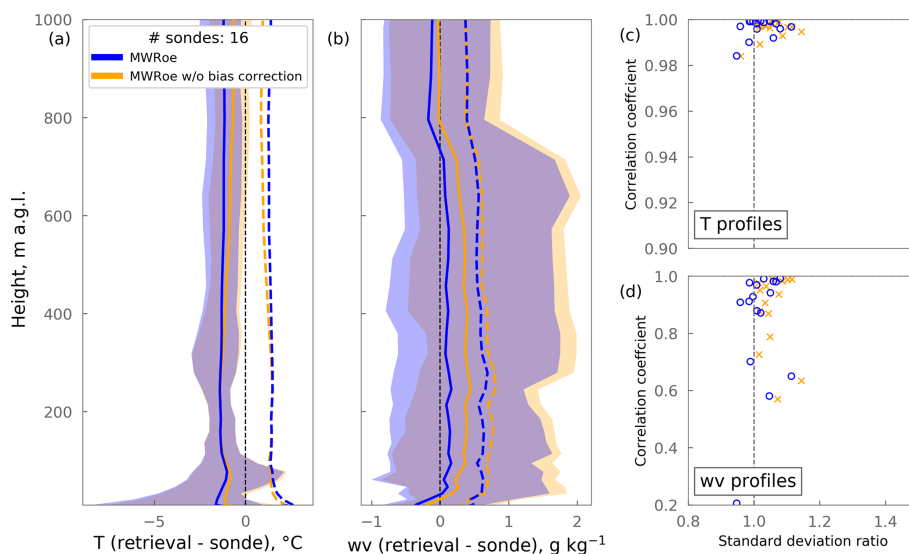 (a)
# sondes: 16
MWRoe
MWRoe w/o bias correction
1000
800
600
400
200
Height, m a.g.l.
−5
0
T (retrieval - sonde), °C
(b)
−1
0
1
2
wv (retrieval - sonde), g kg⁻¹
(c)
1.00
0.98
0.96
0.94
0.92
0.90
Correlation coeffcient
T profiles
(d)
1.0
0.8
0.6
0.4
0.2
Correlation coeffcient
wv profiles
0.8
1.0
1.2
1.4
Standard deviation ratio